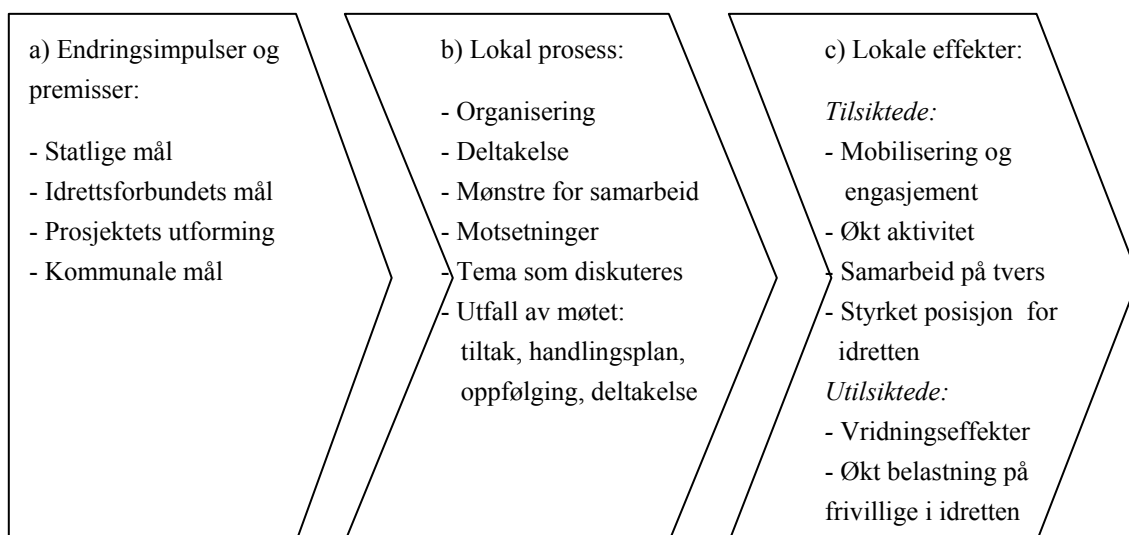 a) Endringsimpulser og
premisser:
- Statlige mål
- Idrettsforbundets mål
- Prosjektets utforming
- Kommunale mål
b) Lokal prosess:
- Organisering
- Deltakelse
- Mønstre for samarbeid
- Motsetninger
- Tema som diskuteres
- Utfall av møtet:
tiltak, handlingsplan,
oppfølging, deltakelse
c) Lokale effekter:
Tilsiktede:
- Mobilisering og
engasjement
- Økt aktivitet
- Samarbeid på tvers
- Styrket posisjon for
idretten
Utilsiktede:
- Vridningseffekter
- Økt belastning på
frivillige i idretten